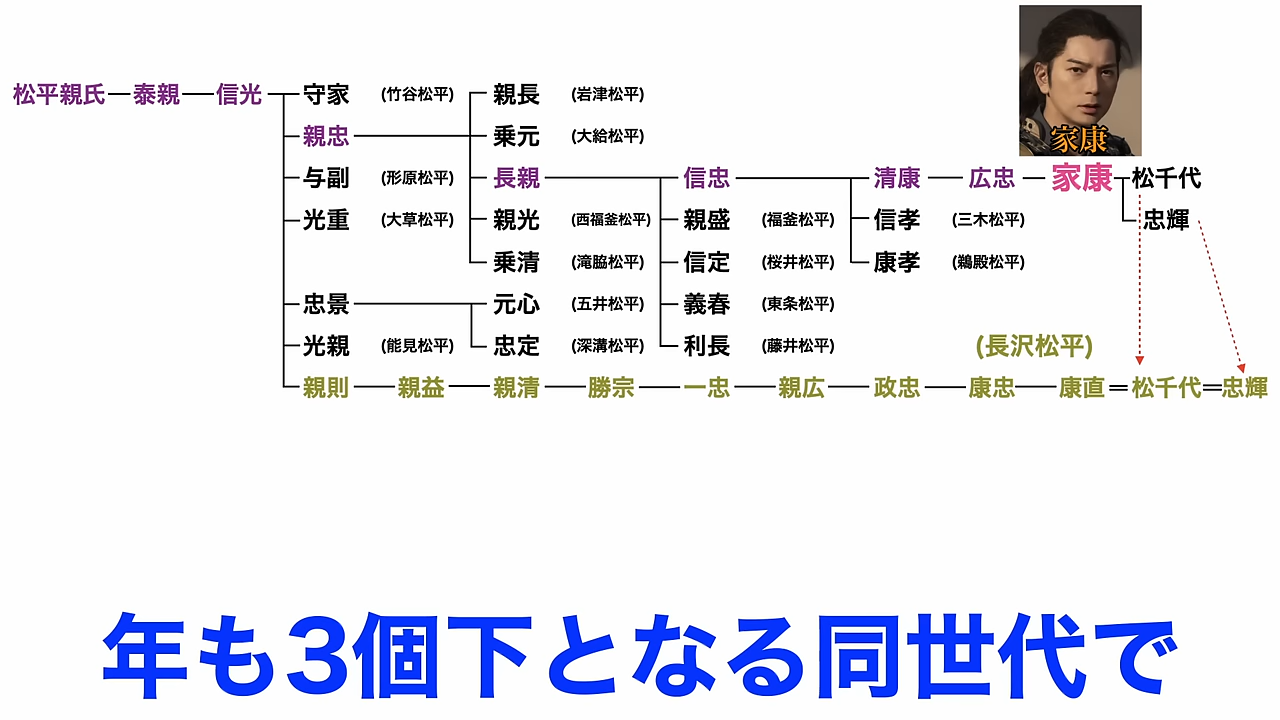 家康
松平親氏 泰親 信光 守家 (竹谷松平) 親長 (岩津松平)
親忠 乗元 (大給松平)
与副 (形原松平) 長親 信忠 清康 広忠 家康 松千代
光重 (大草松平) 親光 (西福釜松平) 親盛 (福釜松平) 信孝 (三木松平) 忠輝
乗清 (滝脇松平) 信定 (桜井松平) 康孝 (鵜殿松平)
忠景 元心 (五井松平) 義春 (東条松平)
光親 (能見松平) 忠定 (深溝松平) 利長 (藤井松平) (長沢松平)
親則 親益 親清 勝宗 一忠 親広 政忠 康忠 康直 松千代 忠輝
年も3個下となる同世代で